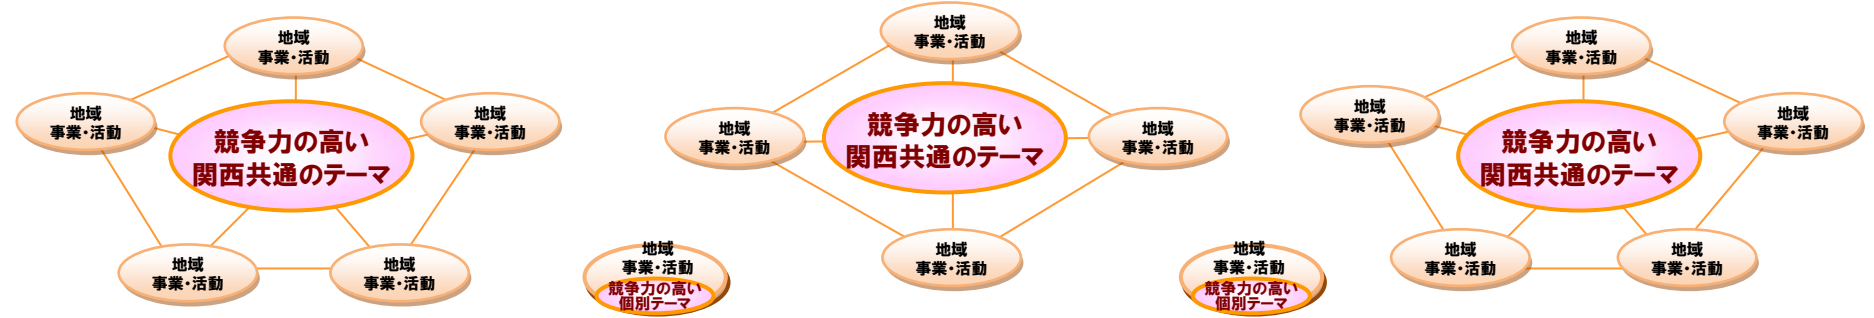 地域
事業・活動
地域
事業・活動
地域
事業・活動
競争力の高い
関西共通のテーマ
地域
事業・活動
地域
事業・活動
地域
事業・活動
地域
事業・活動
地域
事業・活動
競争力の高い
関西共通のテーマ
地域
事業・活動
地域
事業・活動
競争力の高い
個別テーマ
地域
事業・活動
競争力の高い
個別テーマ
地域
事業・活動
地域
事業・活動
地域
事業・活動
競争力の高い
関西共通のテーマ
地域
事業・活動
地域
事業・活動